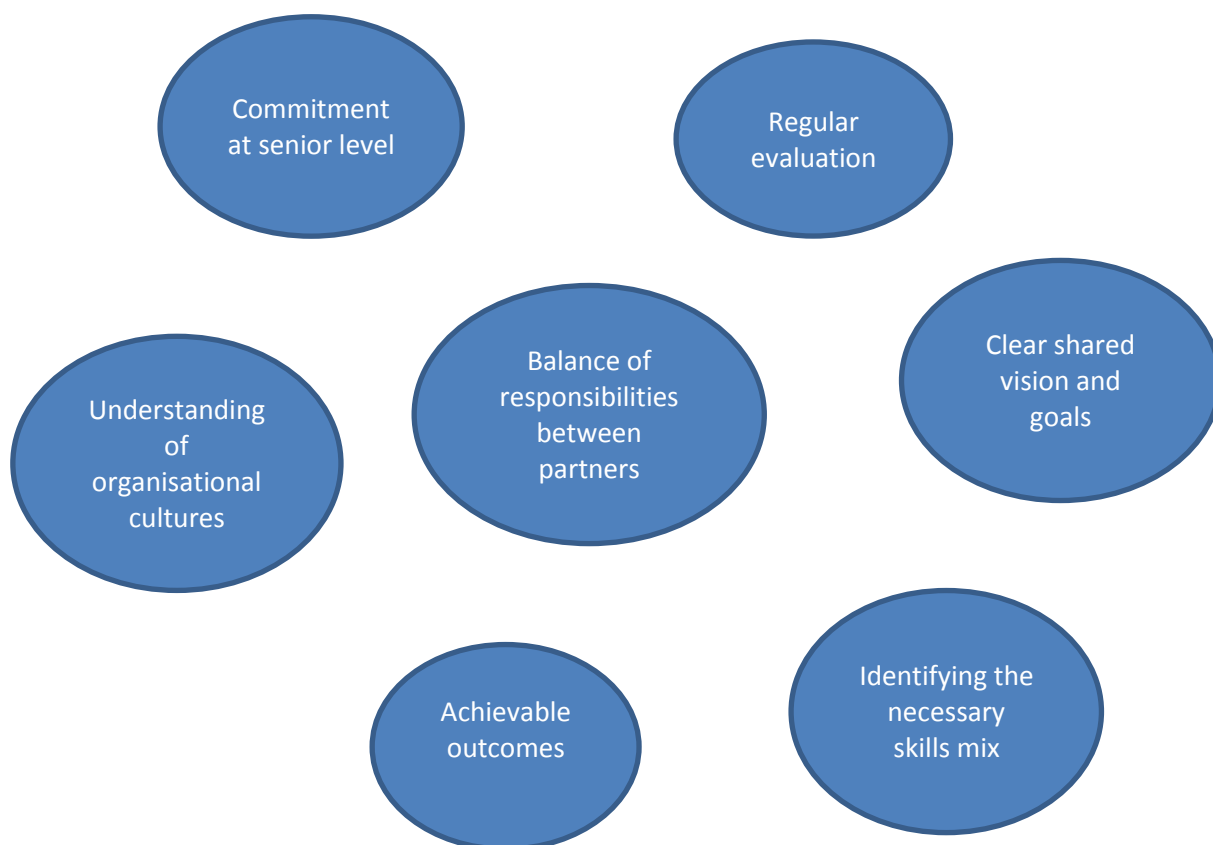 Commitment
at senior level
Regular
evaluation
Clear shared
vision and
goals
Balance of
responsibilities
between
partners
Understanding
of
organisational
cultures
Identifying the
necessary
skills mix
Achievable
outcomes